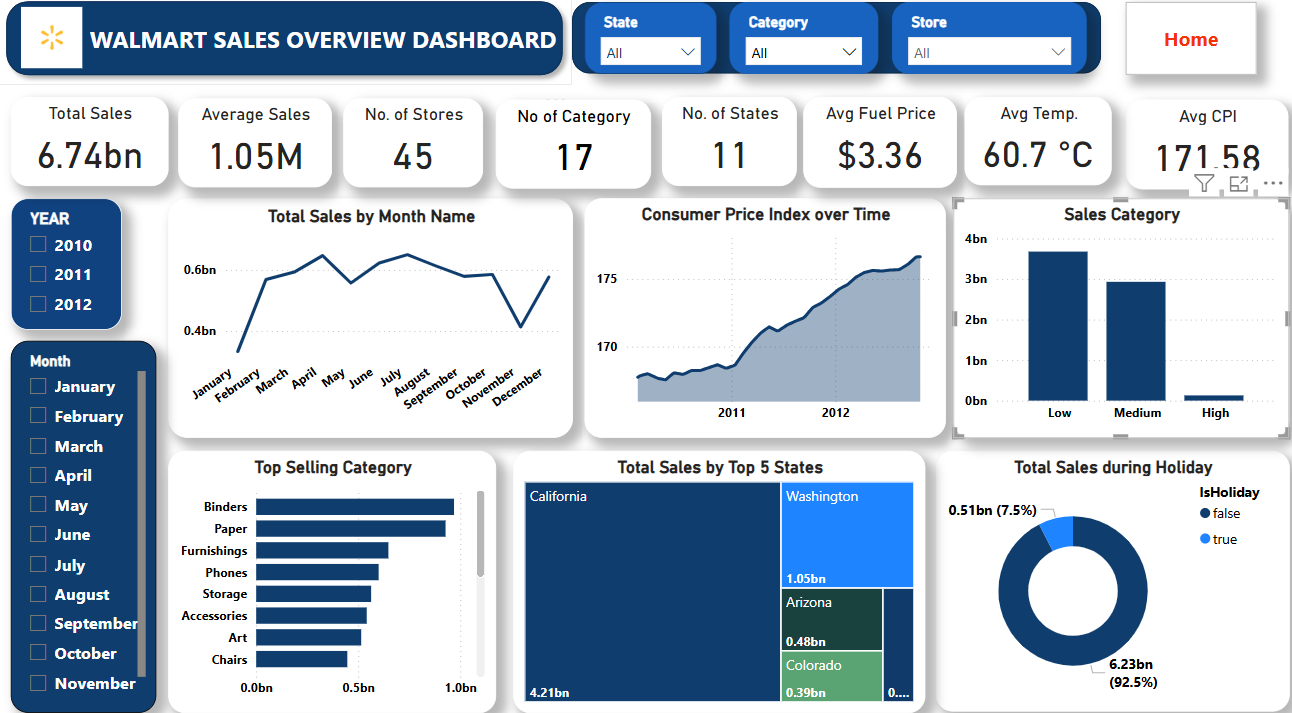 WALMART SALES OVERVIEW DASHBOARD
State
All
Category
All
Store
All
Home
Total Sales
6.74bn
Average Sales
1.05M
No. of Stores
45
No of Category
17
No. of States
11
Avg Fuel Price
$3.36
Avg Temp.
60.7 °C
Avg CPI
171.58
YEAR
2010
2011
2012
Month
January
February
March
April
May
June
July
August
September
October
November
Total Sales by Month Name
0.6bn
0.4bn
January
February
March
April
May
June
July
August
September
October
November
December
Consumer Price Index over Time
175
170
2011
2012
Sales Category
4bn
3bn
2bn
1bn
0bn
Low
Medium
High
Top Selling Category
Binders
Paper
Furnishings
Phones
Storage
Accessories
Art
Chairs
0.0bn
0.5bn
1.0bn
Total Sales by Top 5 States
California
4.21bn
Washington
1.05bn
Arizona
0.48bn
Colorado
0.39bn
0....
Total Sales during Holiday
IsHoliday
false
true
0.51bn (7.5%)
6.23bn
(92.5%)